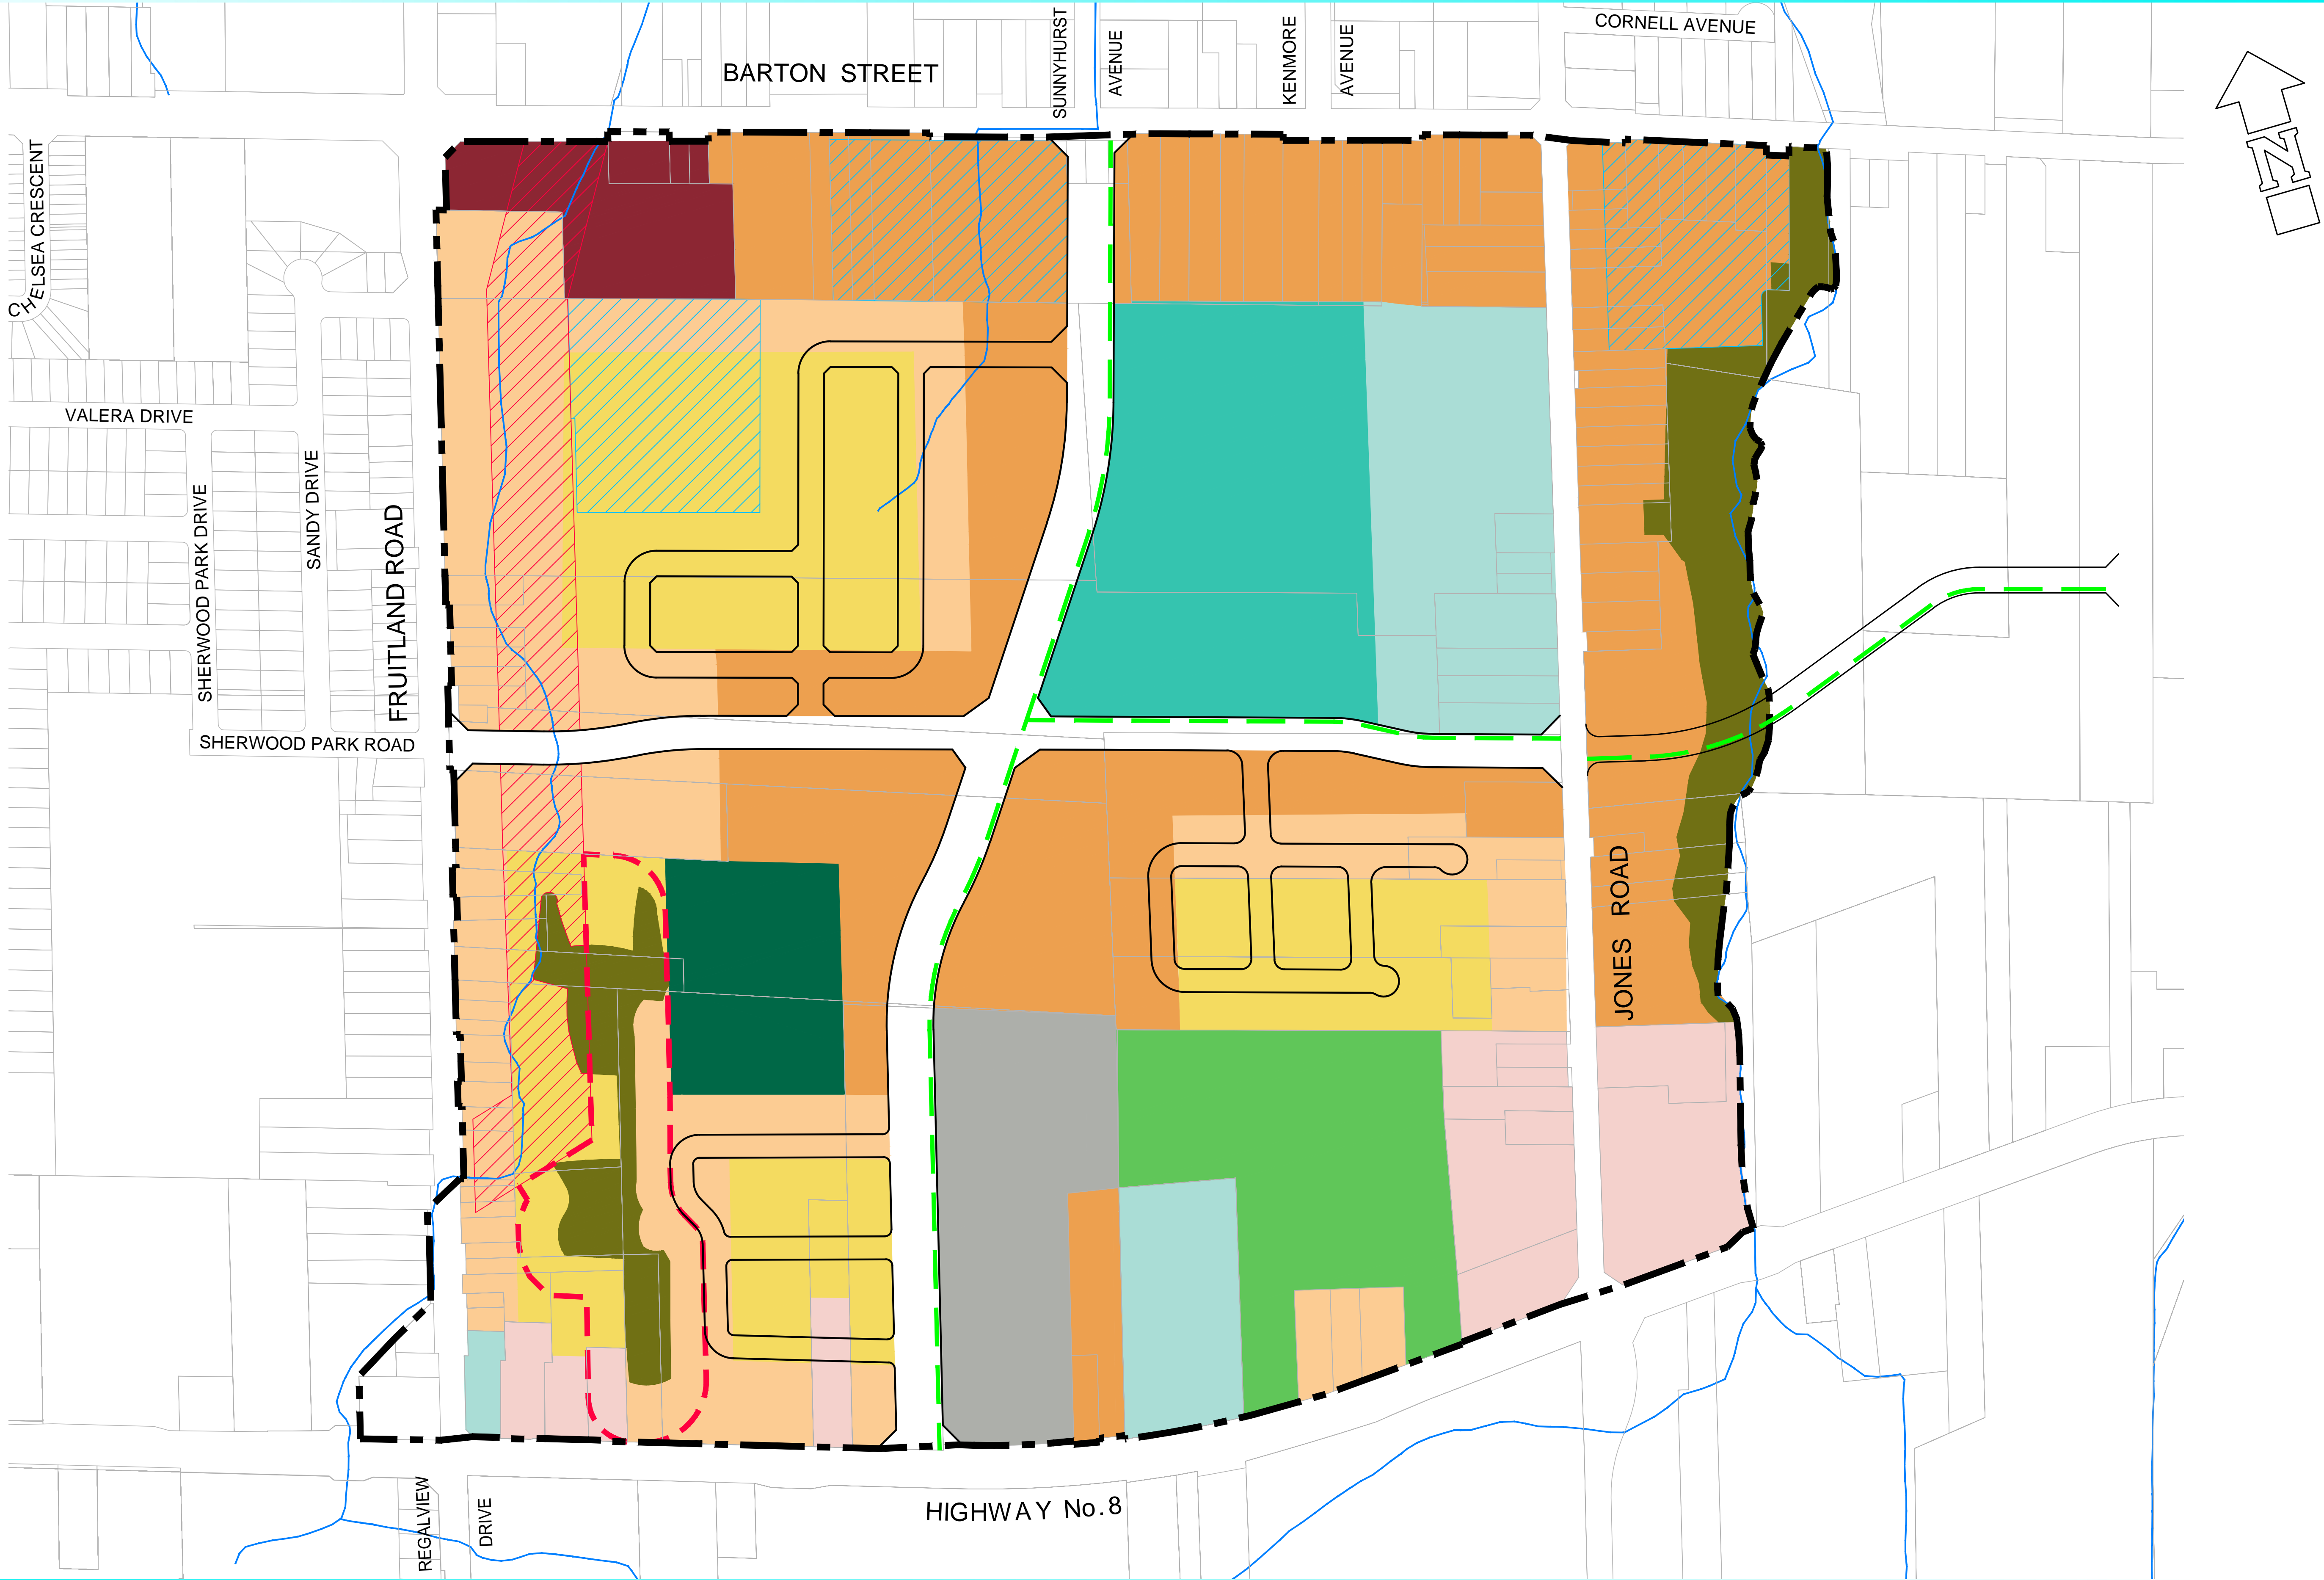 CORNELL AVENUE
BARTON STREET
SUNNYHURST
AVENUE
KENMORE
AVENUE
N
CHELSEA CRESCENT
VALERA DRIVE
SHERWOOD PARK DRIVE
SANDY DRIVE
FRUITLAND ROAD
SHERWOOD PARK ROAD
JONES ROAD
HIGHWAY No. 8
REGALVIEW
DRIVE